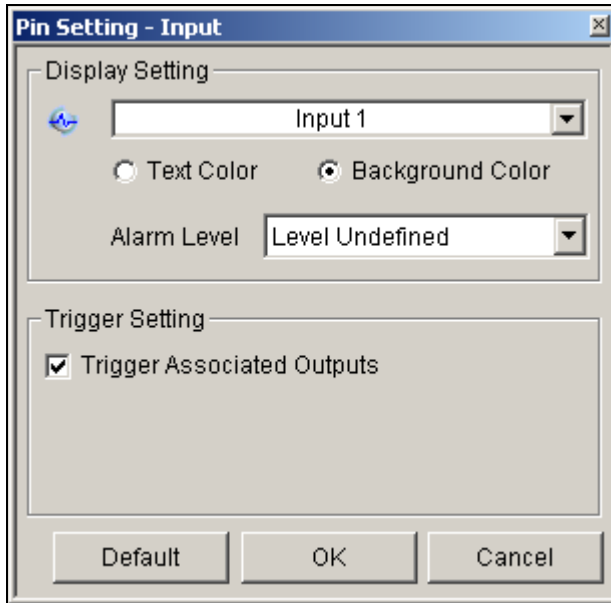 Pin Setting - Input
Display Setting
Input 1
Text Color Background Color
Alarm Level Level Undefined
Trigger Setting
Trigger Associated Outputs
Default OK Cancel